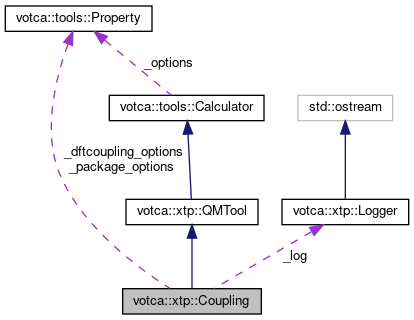 votca::tools::Property
_options
votca::tools::Calculator
std::ostream
_dftcoupling_options
_package_options
votca::xtp::QMTool
votca::xtp::Logger
_log
votca::xtp::Coupling